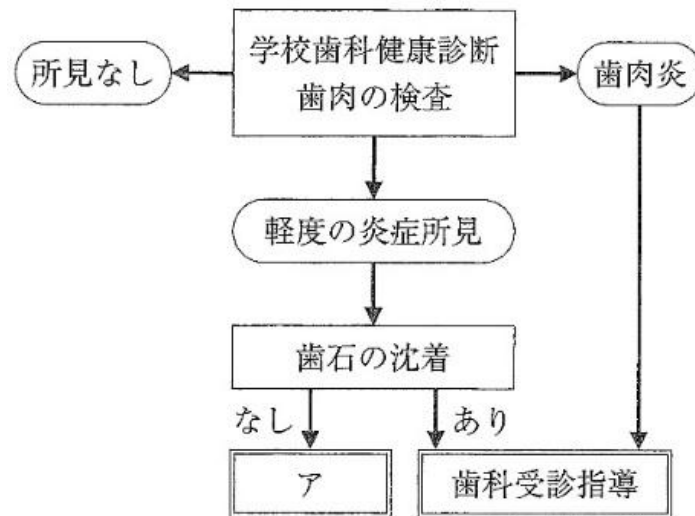 学校歯科健康診断
歯肉の検査
所見なし
歯肉炎
軽度の炎症所見
歯石の沈着
なし
あり
ア
歯科受診指導